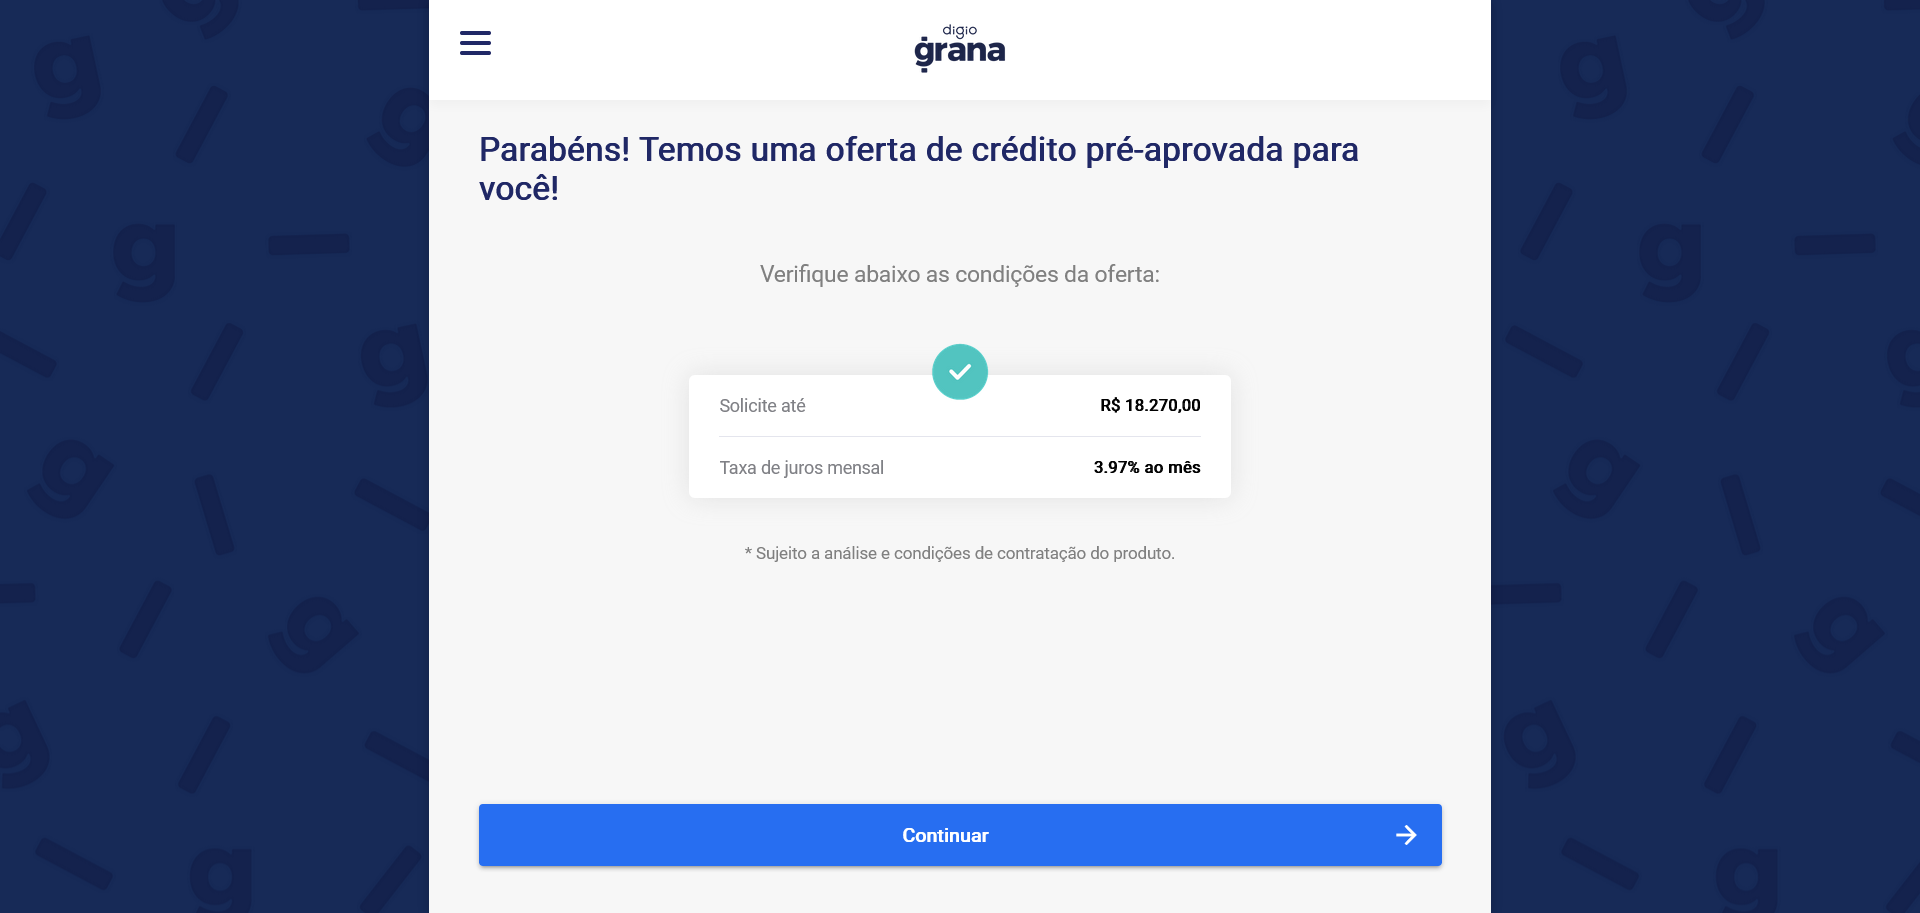 digio
grana
Parabéns! Temos uma oferta de crédito pré-aprovada para
você!
Verifique abaixo as condições da oferta:
Solicite até R$ 18.270,00
Taxa de juros mensal 3.97% ao mês
* Sujeito a análise e condições de contratação do produto.
Continuar